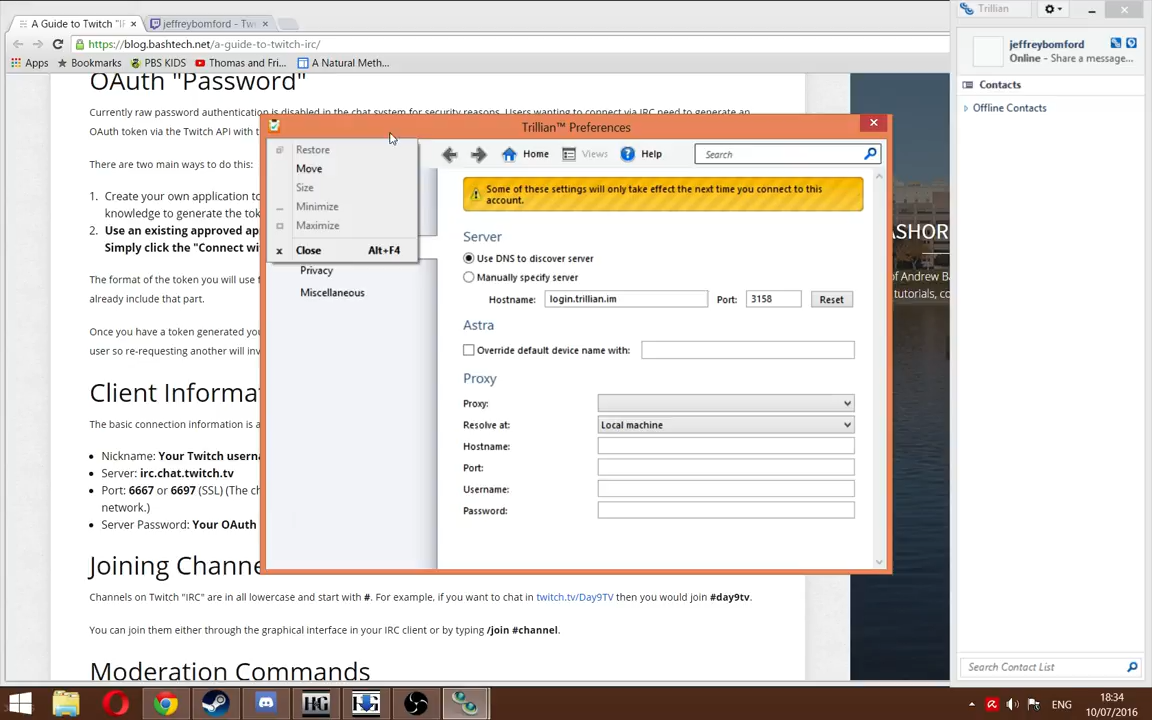 A Guide to Twitch "I
jeffreybomford - Tw
https://blog.bashtech.net/a-guide-to-twitch-irc/
Apps
Bookmarks
PBS KIDS
Thomas and Fri...
A Natural Meth...
OAuth "Password"
Currently raw password authentication is disabled in the chat system for security reasons. Users wanting to connect via IRC need to generate an
OAuth token via the Twitch API with t
There are two main ways to do this:
1. Create your own application to
knowledge to generate the tok
2. Use an existing approved ap
Simply click the "Connect wi
The format of the token you will use f
already include that part.
Once you have a token generated you
user so re-requesting another will inv
Client Informat
The basic connection information is a
Nickname: Your Twitch userna
Server: irc.chat.twitch.tv
Port: 6667 or 6697 (SSL) (The ch
network.)
Server Password: Your OAuth
Joining Channe
Channels on Twitch "IRC" are in all lowercase and start with #. For example, if you want to chat in twitch.tv/Day9TV then you would join #day9tv.
You can join them either through the graphical interface in your IRC client or by typing /join #channel.
Moderation Commands
ASHOR
of Andrew Ba
tutorials, co
Trillian™ Preferences
Restore
Move
Size
Minimize
Maximize
x Close Alt+F4
Privacy
Miscellaneous
Home
Views
Help
Search
Some of these settings will only take effect the next time you connect to this
account.
Server
Use DNS to discover server
Manually specify server
Hostname: login.trillian.im Port: 3158 Reset
Astra
Override default device name with:
Proxy
Proxy:
Resolve at: Local machine
Hostname:
Port:
Username:
Password:
Trillian
jeffreybomford
Online - Share a message...
Contacts
Offline Contacts
Search Contact List
HG
ENG
18:34
10/07/2016